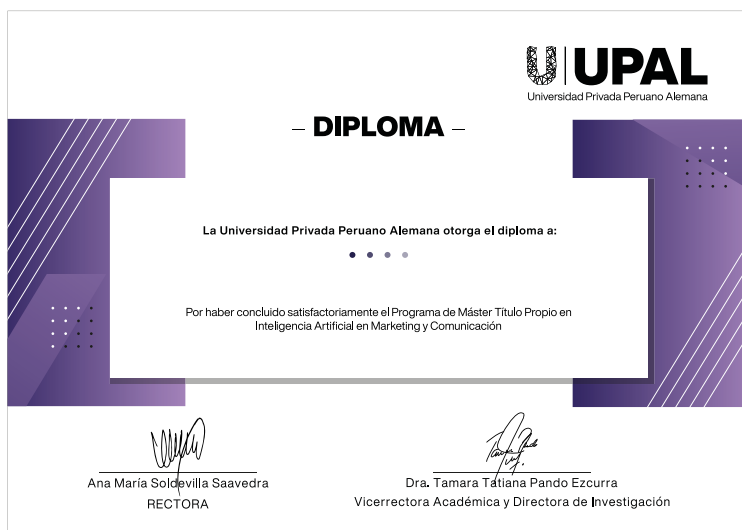 UPAL
Universidad Privada Peruano Alemana
– DIPLOMA –
La Universidad Privada Peruano Alemana otorga el diploma a:
Por haber concluido satisfactoriamente el Programa de Máster Título Propio en
Inteligencia Artificial en Marketing y Comunicación
Ana María Soldevilla Saavedra
RECTORA
Dra. Tamara Tatiana Pando Ezcurra
Vicerrectora Académica y Directora de Investigación